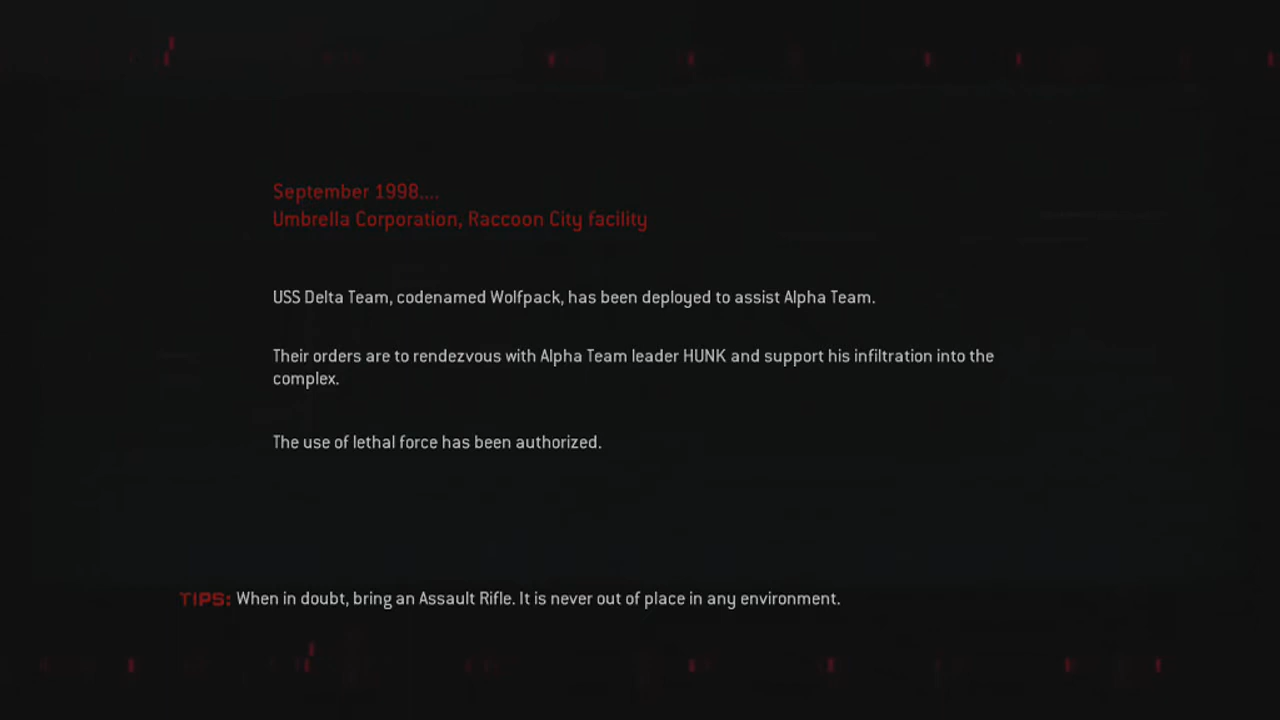 September 1998....
Umbrella Corporation, Raccoon City facility
USS Delta Team, codenamed Wolfpack, has been deployed to assist Alpha Team.
Their orders are to rendezvous with Alpha Team leader HUNK and support his infiltration into the
complex.
The use of lethal force has been authorized.
TIPS: When in doubt, bring an Assault Rifle. It is never out of place in any environment.